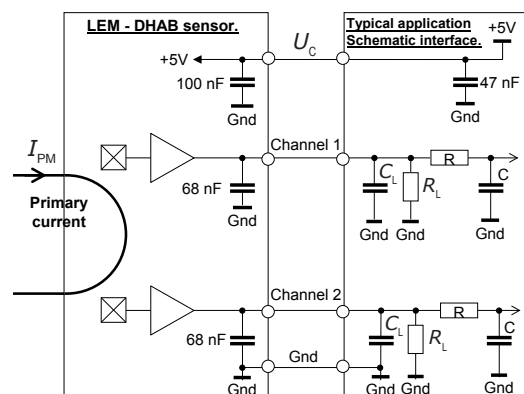 LEM - DHAB sensor.
Typical application
Schematic interface.
+5V
U_C
+5V
100 nF
47 nF
Gnd
Gnd
I_PM
Primary
current
Channel 1
68 nF
Gnd
C_L
R_L
R
C
Gnd
Gnd
Gnd
Channel 2
68 nF
Gnd
C_L
R_L
R
C
Gnd
Gnd
Gnd
Gnd
Gnd